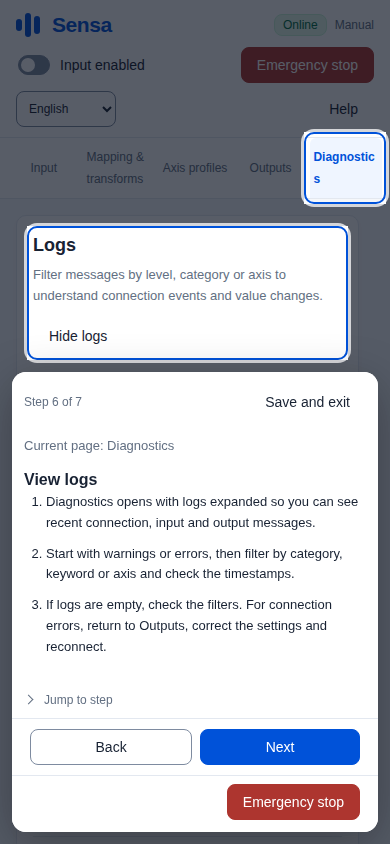 Sensa
Online
Manual
Input enabled
Emergency stop
English
Help
Input
Mapping &
transforms
Axis profiles
Outputs
Diagnostic
s
Logs
Filter messages by level, category or axis to
understand connection events and value changes.
Hide logs
Step 6 of 7
Save and exit
Current page: Diagnostics
View logs
1. Diagnostics opens with logs expanded so you can see
recent connection, input and output messages.
2. Start with warnings or errors, then filter by category,
keyword or axis and check the timestamps.
3. If logs are empty, check the filters. For connection
errors, return to Outputs, correct the settings and
reconnect.
Jump to step
Back
Next
Emergency stop